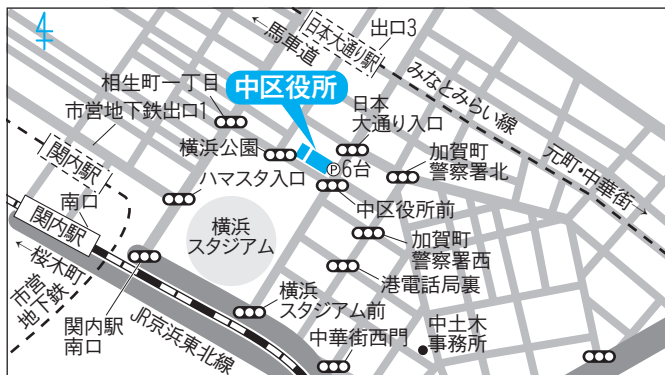 4
←馬車道
日本大通り駅
出口3
みなとみらい線
元町・中華街→
相生町一丁目
市営地下鉄出口1
中区役所
日本
大通り入口
横浜公園
P6台
加賀町
警察署北
関内駅
ハマスタ入口
中区役所前
南口
関内駅
横浜
スタジアム
加賀町
警察署西
←桜木町
港電話局裏
市営
地下鉄
関内駅
南口
JR京浜東北線
横浜
スタジアム前
中華街西門
中土木
事務所